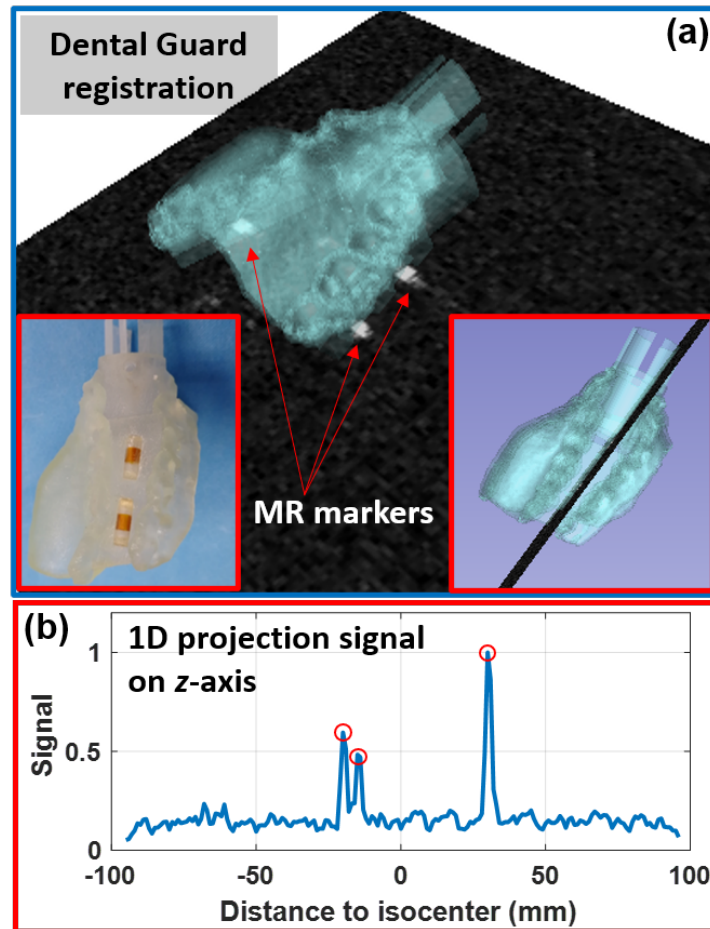 Dental Guard
registration
(a)
MR markers
(b)
1D projection signal
on z-axis
Signal
1
0.5
0
-100
-50
0
50
100
Distance to isocenter (mm)